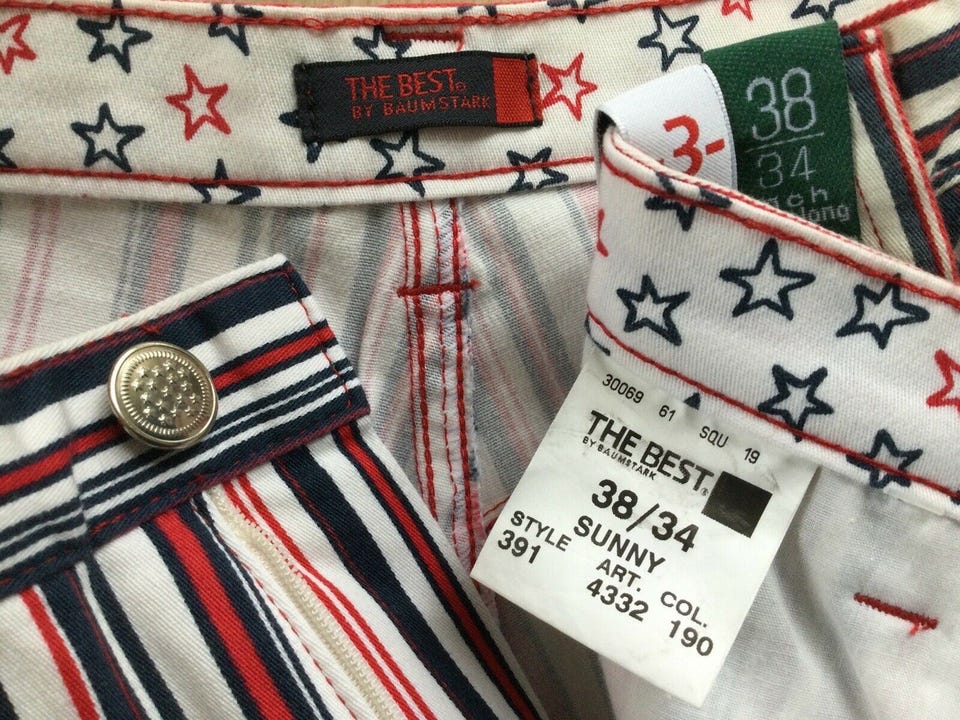 THE BEST®
BY BAUMSTARK
3-
38
34
long
30069 61 SQU 19
THE BEST®
BY BAUMSTARK
38/34
SUNNY
STYLE ART. COL.
391 4332 190